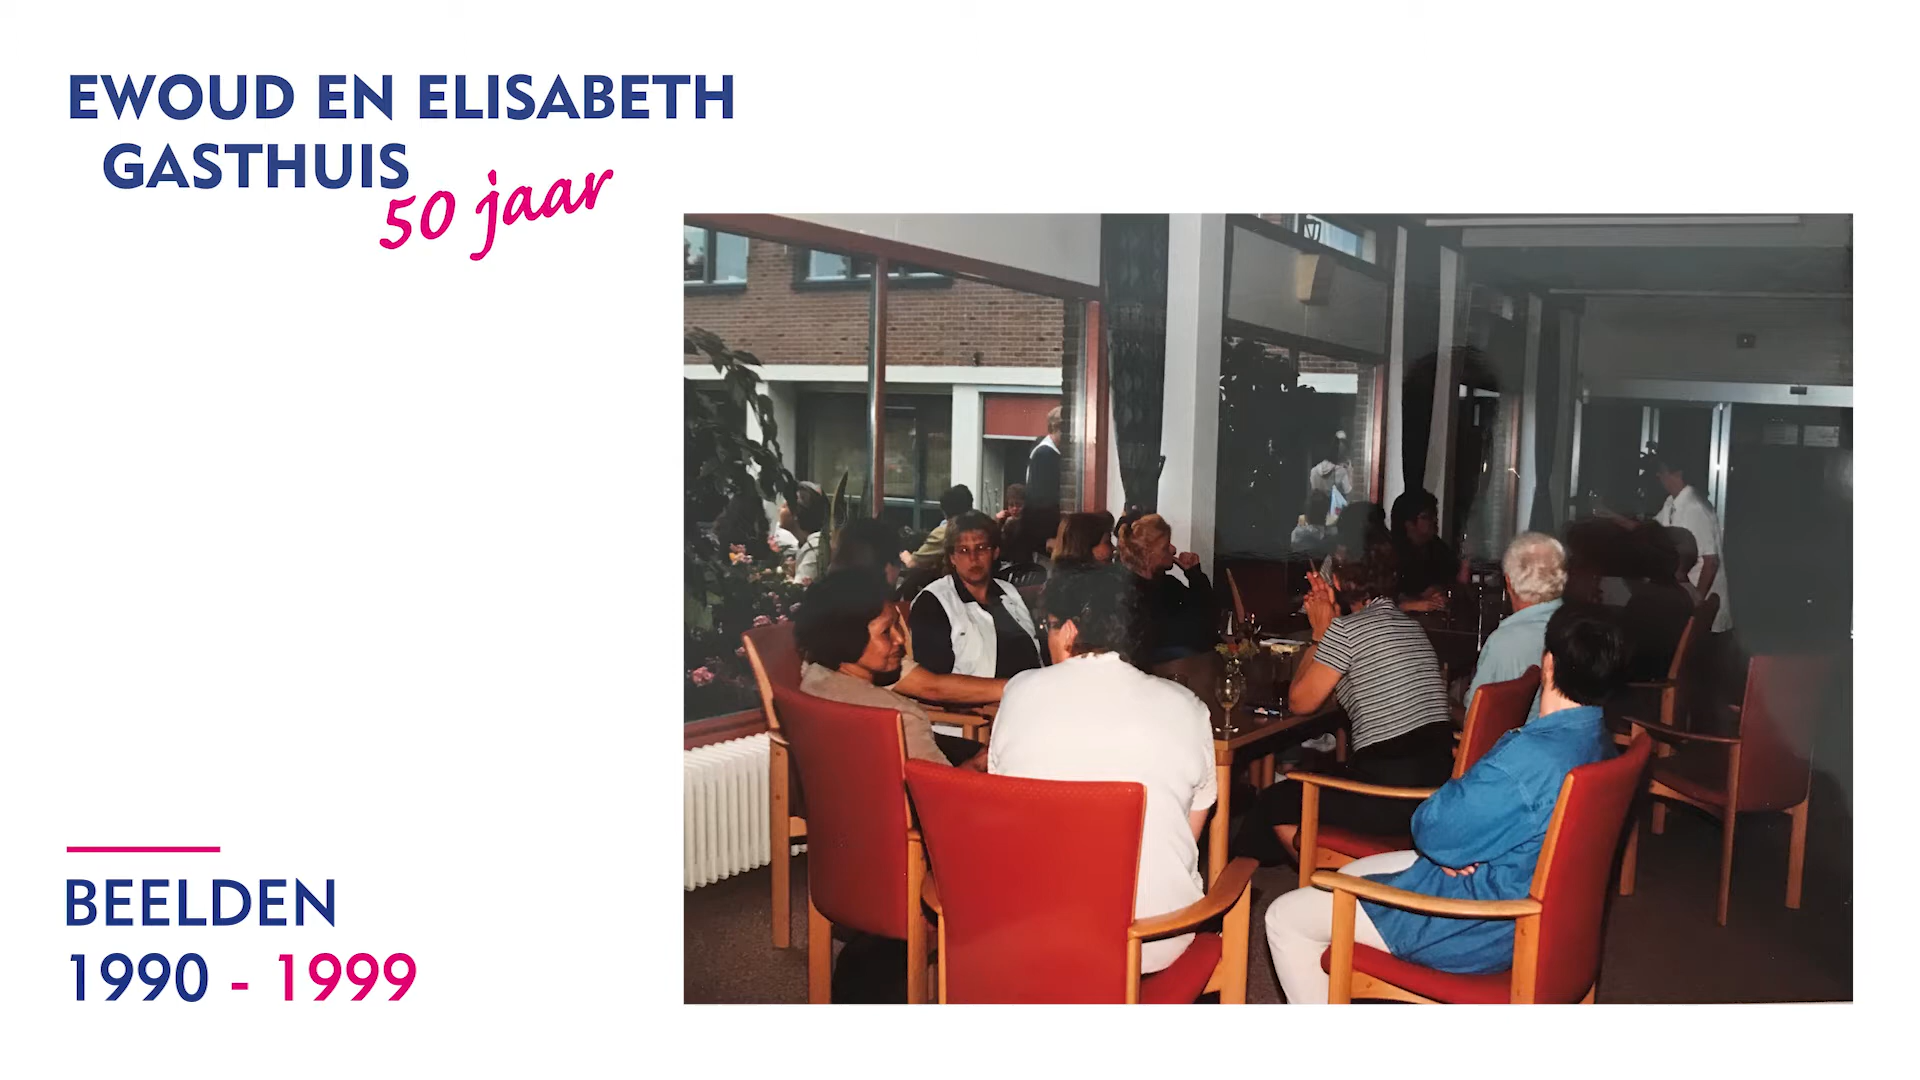 EWOUD EN ELISABETH
GASTHUIS
50 jaar
BEELDEN
1990 - 1999